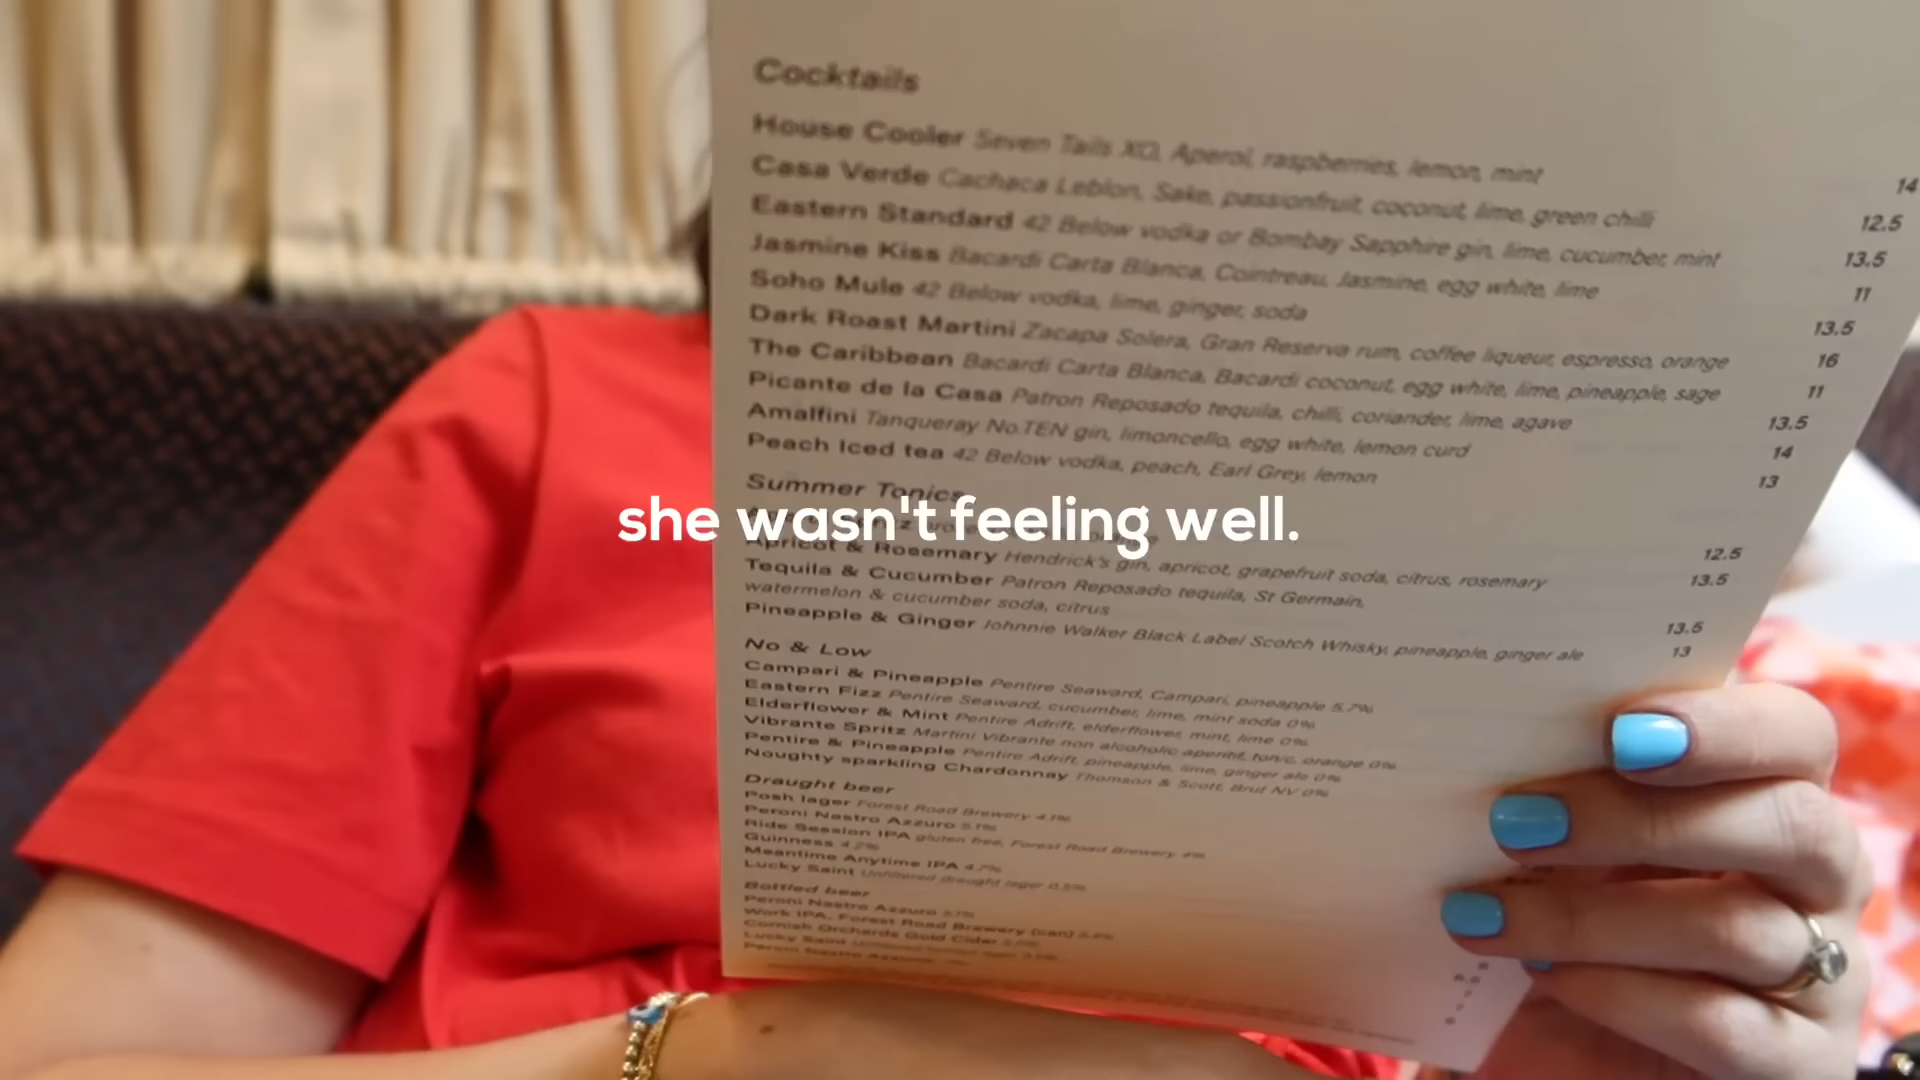 Cocktails
House Cooler Seven Tails XO, Aperol, raspberries, lemon, mint 14
Casa Verde Cachaca Leblon, Sake, passionfruit, coconut, lime, green chilli 12.5
Eastern Standard 42 Below vodka or Bombay Sapphire gin, lime, cucumber, mint 13.5
Jasmine Kiss Bacardi Carta Blanca, Cointreau, Jasmine, egg white, lime 11
Soho Mule 42 Below vodka, lime, ginger, soda 13.5
Dark Roast Martini Zacapa Solera, Gran Reserva rum, coffee liqueur, espresso, orange 16
The Caribbean Bacardi Carta Blanca, Bacardi coconut, egg white, lime, pineapple, sage 11
Picante de la Casa Patron Reposado tequila, chilli, coriander, lime, agave 13.5
Amalfini Tanqueray No.TEN gin, limoncello, egg white, lemon curd 14
Peach Iced tea 42 Below vodka, peach, Earl Grey, lemon 13
Summer Tonics
she wasn't feeling well.
Apricot & Rosemary Hendrick's gin, apricot, grapefruit soda, citrus, rosemary 12.5
Tequila & Cucumber Patron Reposado tequila, St Germain, 13.5
watermelon & cucumber soda, citrus
Pineapple & Ginger Johnnie Walker Black Label Scotch Whisky, pineapple, ginger ale 13.5
13
No & Low
Campari & Pineapple Pentire Seaward, Campari, pineapple 5.7%
Eastern Fizz Pentire Seaward, cucumber, lime, mint soda 0%
Elderflower & Mint Pentire Adrift, elderflower, mint, lime 0%
Vibrante Spritz Martini Vibrante non alcoholic aperitif, tonic, orange 0%
Pentire & Pineapple Pentire Adrift, pineapple, lime, ginger ale 0%
Noughty sparkling Chardonnay Thomson & Scott, Brut NV 0%
Draught beer
Posh lager Forest Road Brewery 4.1%
Peroni Nastro Azzuro 5.1%
Ride Session IPA gluten free, Forest Road Brewery 4%
Guinness 4.2%
Meantime Anytime IPA 4.7%
Lucky Saint Unfiltered draught lager 0.5%
Bottled beer
Peroni Nastro Azzuro 5.1%
Work IPA, Forest Road Brewery (can) 5.4%
Cornish Orchards Gold Cider
Lucky Saint
Peroni Nastro Azzurro